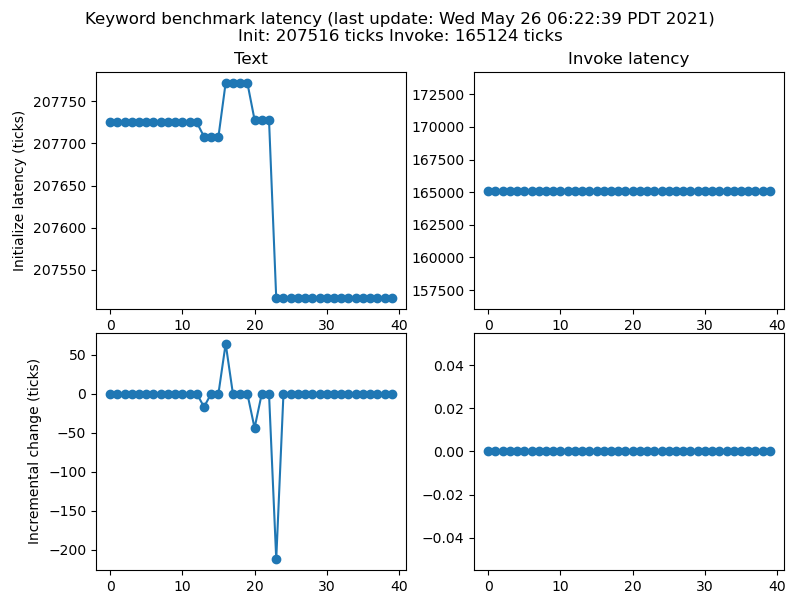 Keyword benchmark latency (last update: Wed May 26 06:22:39 PDT 2021)
Init: 207516 ticks Invoke: 165124 ticks
Text
Initialize latency (ticks)
207750
207700
207650
207600
207550
0 10 20 30 40
Invoke latency
172500
170000
167500
165000
162500
160000
157500
0 10 20 30 40
Incremental change (ticks)
50
0
−50
−100
−150
−200
0 10 20 30 40
0.04
0.02
0.00
−0.02
−0.04
0 10 20 30 40